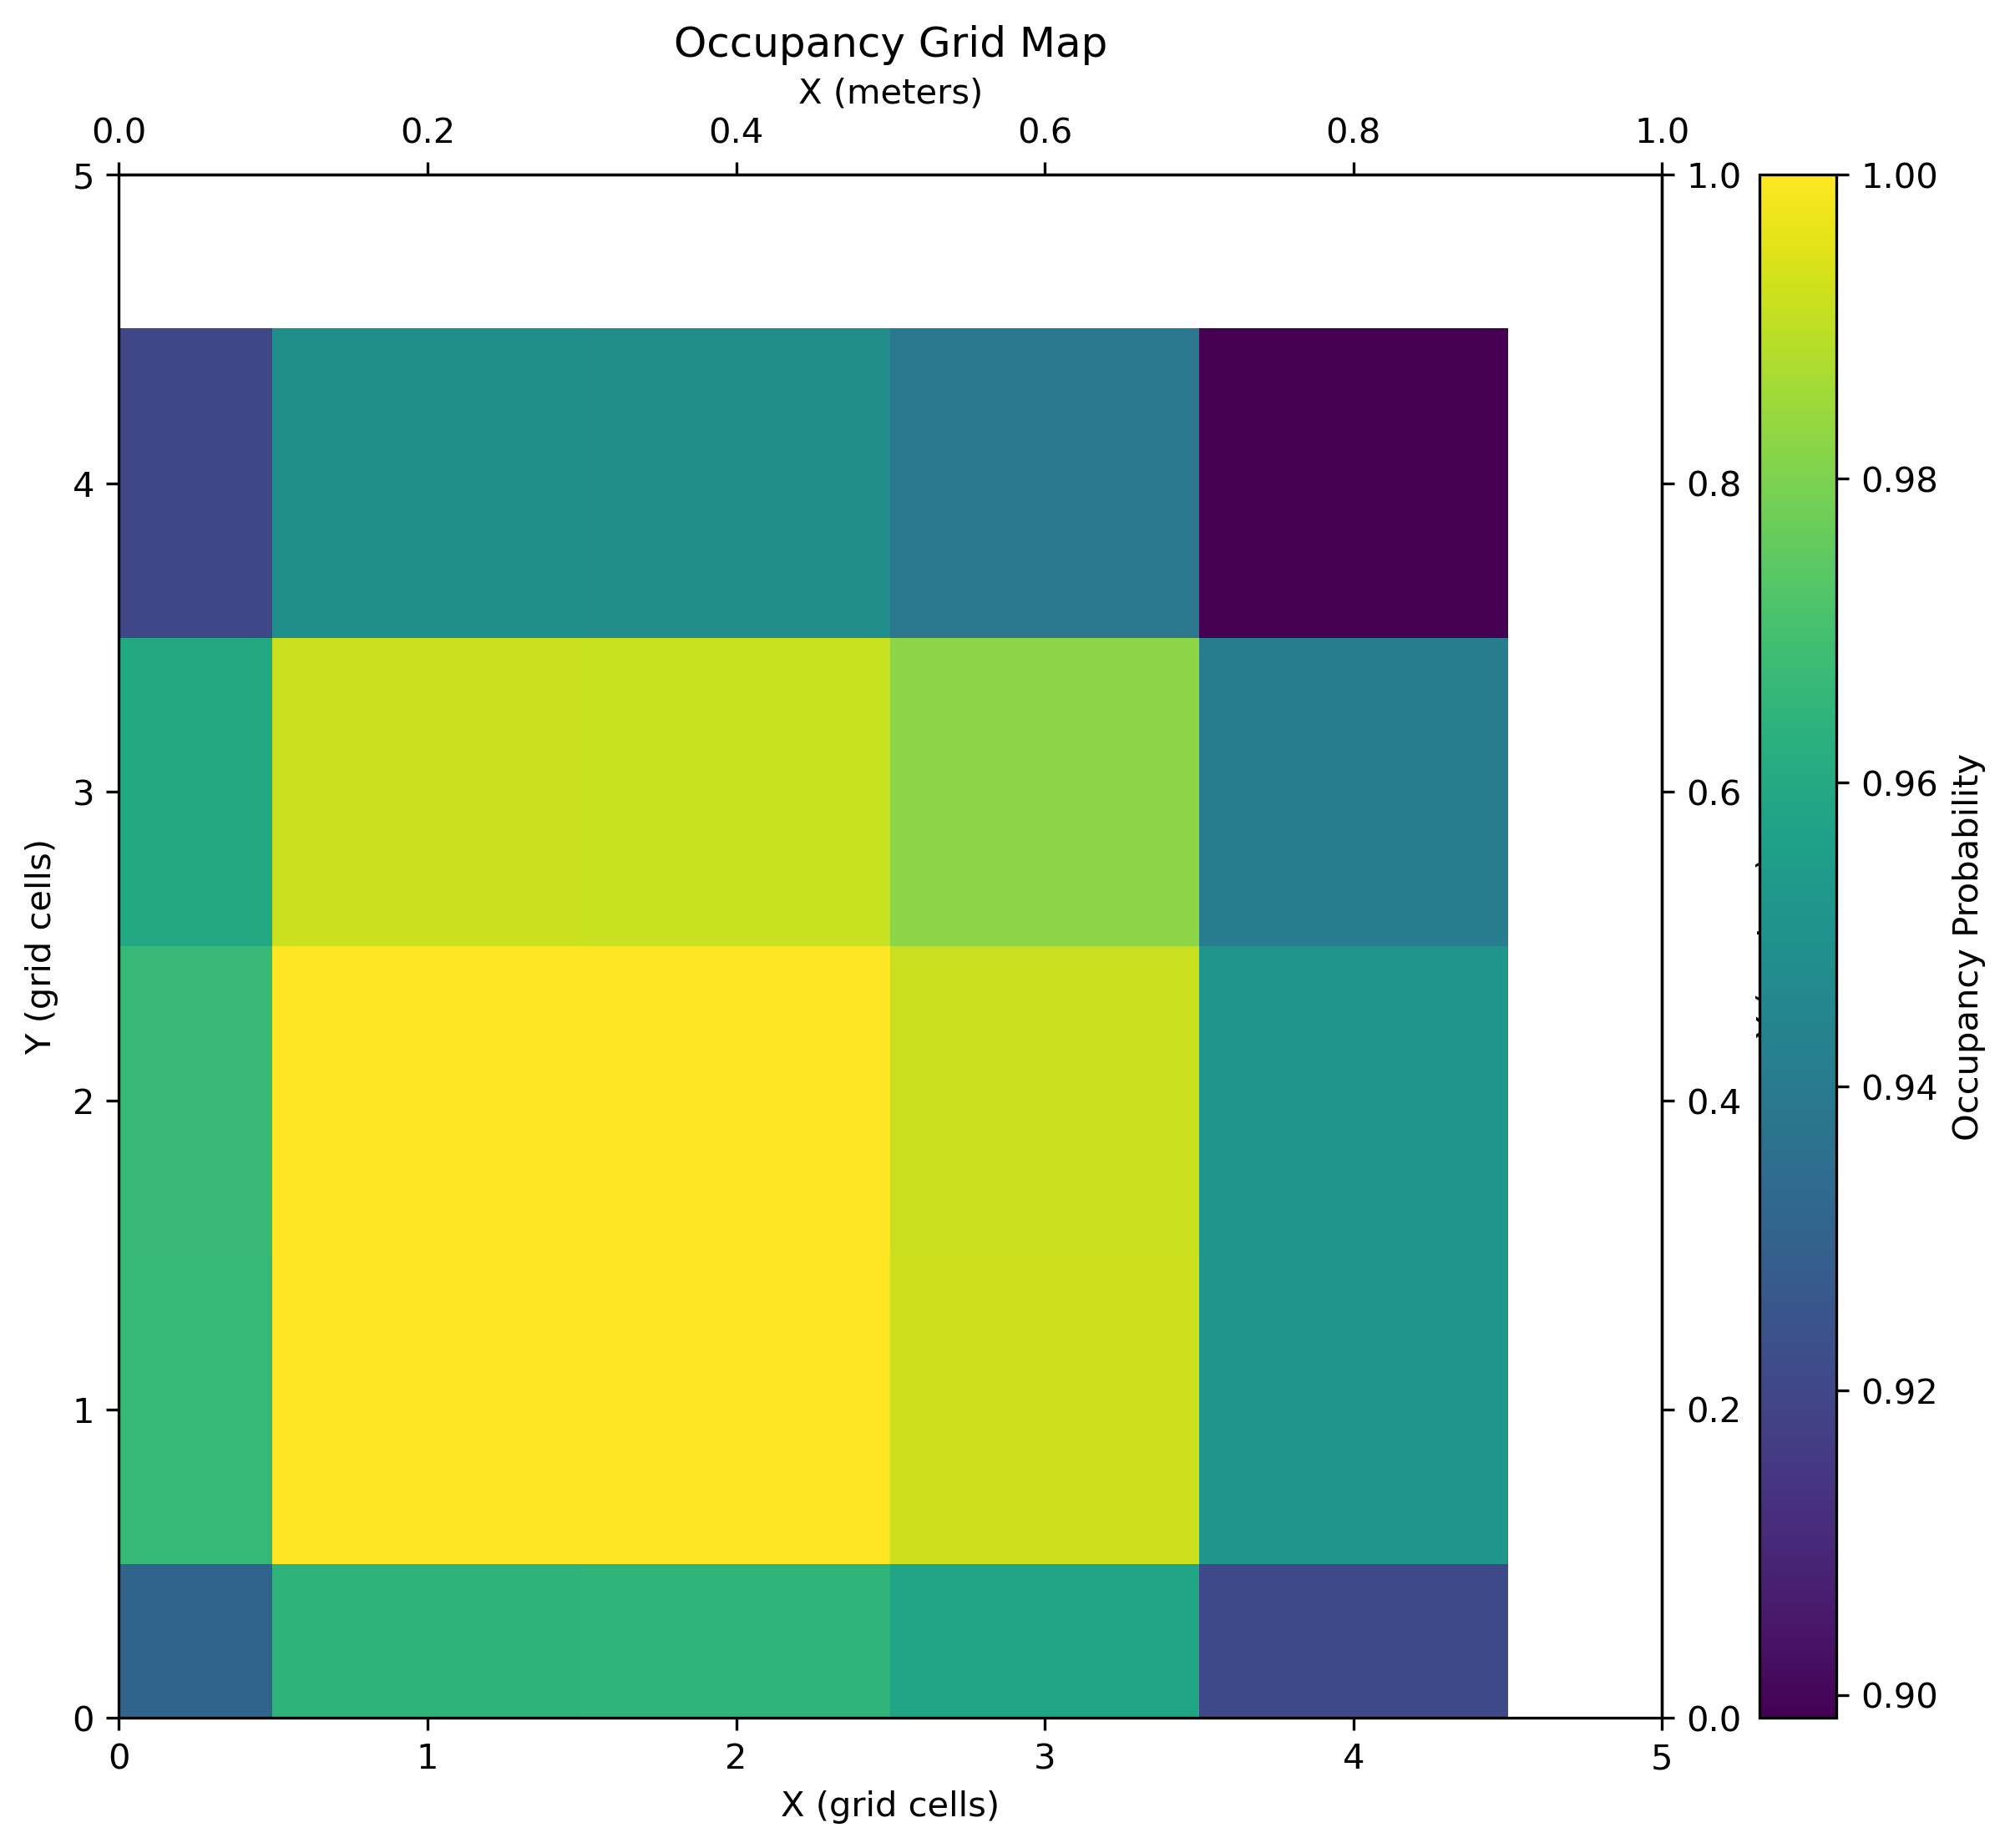 Occupancy Grid Map
X (meters)
0.0 0.2 0.4 0.6 0.8 1.0
5
4
3
2
1
0
Y (grid cells)
0 1 2 3 4 5
X (grid cells)
1.0
0.8
0.6
0.4
0.2
0.0
1.00
0.98
0.96
0.94
0.92
0.90
Occupancy Probability